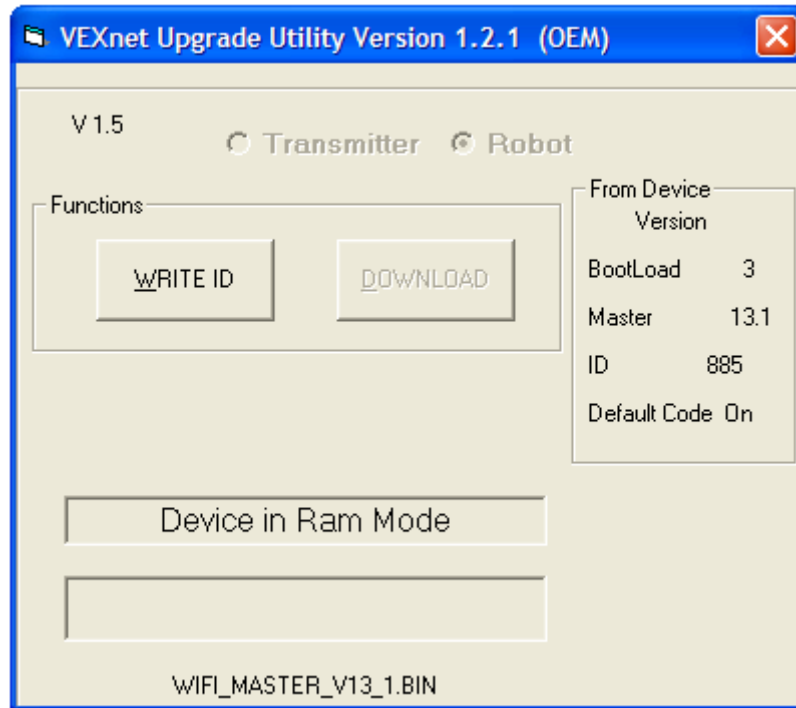 VEXnet Upgrade Utility Version 1.2.1 (OEM)
V 1.5
Transmitter Robot
Functions
WRITE ID DOWNLOAD
From Device
Version
BootLoad 3
Master 13.1
ID 885
Default Code On
Device in Ram Mode
WIFI_MASTER_V13_1.BIN